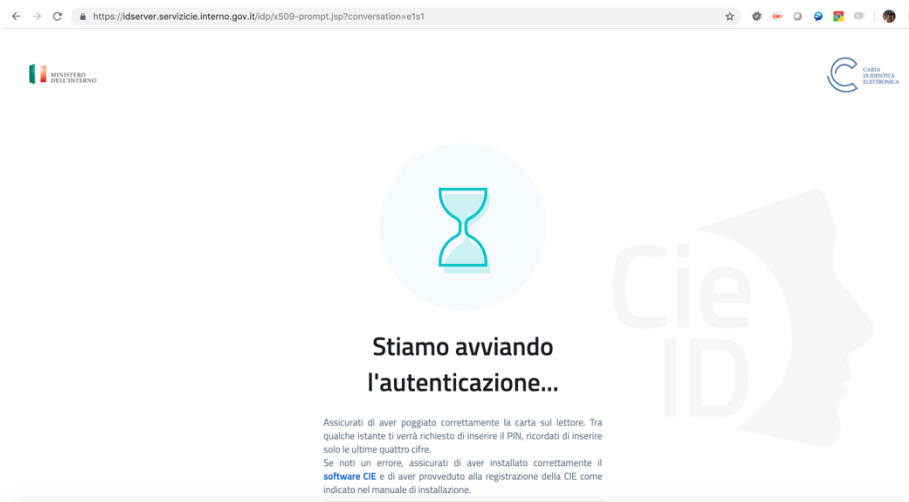 https://idserver.servizicie.interno.gov.it/idp/x509-prompt.jsp?conversation=e1s1
MINISTERO
DELL'INTERNO
CARTA
DI IDENTITÀ
ELETTRONICA
Cie
ID
Stiamo avviando
l'autenticazione...
Assicurati di aver poggiato correttamente la carta sul lettore. Tra
qualche istante ti verrà richiesto di inserire il PIN, ricordati di inserire
solo le ultime quattro cifre.
Se noti un errore, assicurati di aver installato correttamente il
software CIE e di aver provveduto alla registrazione della CIE come
indicato nel manuale di installazione.